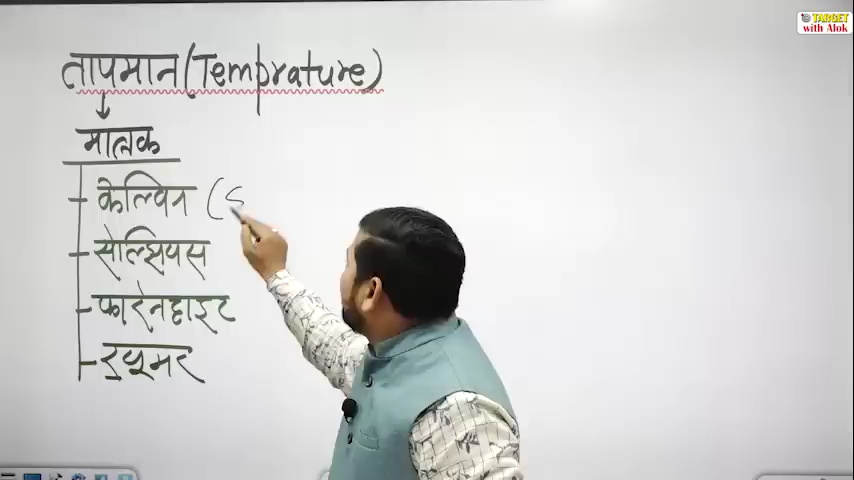 TARGET
with Alok
तापमान (Temprature)
मात्रक
केल्विन (S
सेल्सियस
फारेनहाइट
रयूमर